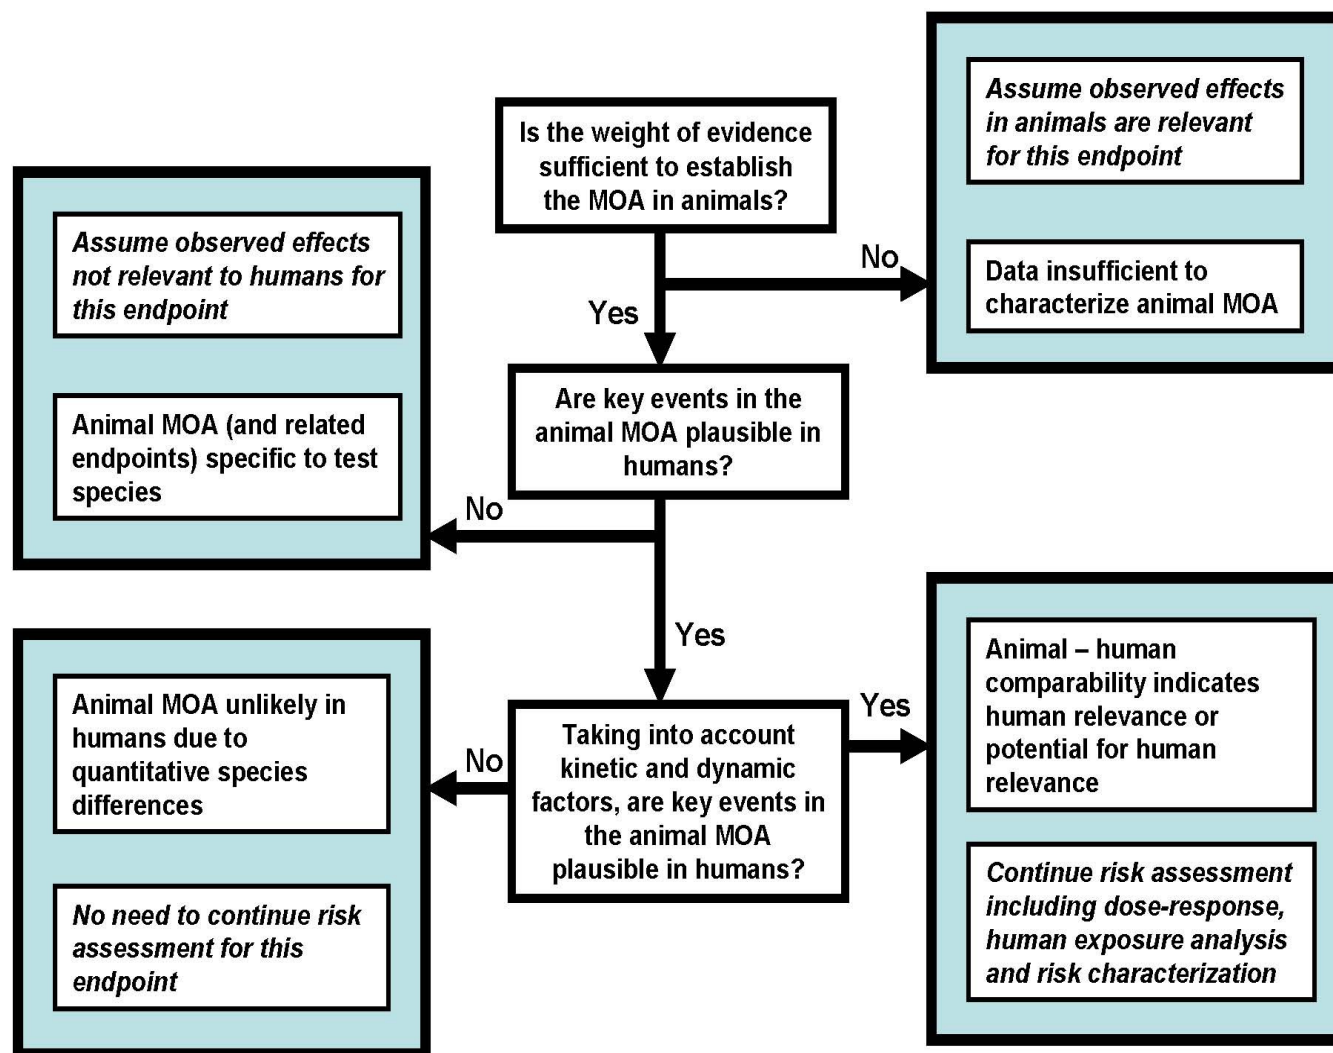 Is the weight of evidence
sufficient to establish
the MOA in animals?
No
Assume observed effects
in animals are relevant
for this endpoint
Data insufficient to
characterize animal MOA
Yes
Are key events in the
animal MOA plausible in
humans?
No
Assume observed effects
not relevant to humans for
this endpoint
Animal MOA (and related
endpoints) specific to test
species
Yes
Taking into account
kinetic and dynamic
factors, are key events in
the animal MOA
plausible in humans?
No
Animal MOA unlikely in
humans due to
quantitative species
differences
No need to continue risk
assessment for this
endpoint
Yes
Animal – human
comparability indicates
human relevance or
potential for human
relevance
Continue risk assessment
including dose-response,
human exposure analysis
and risk characterization